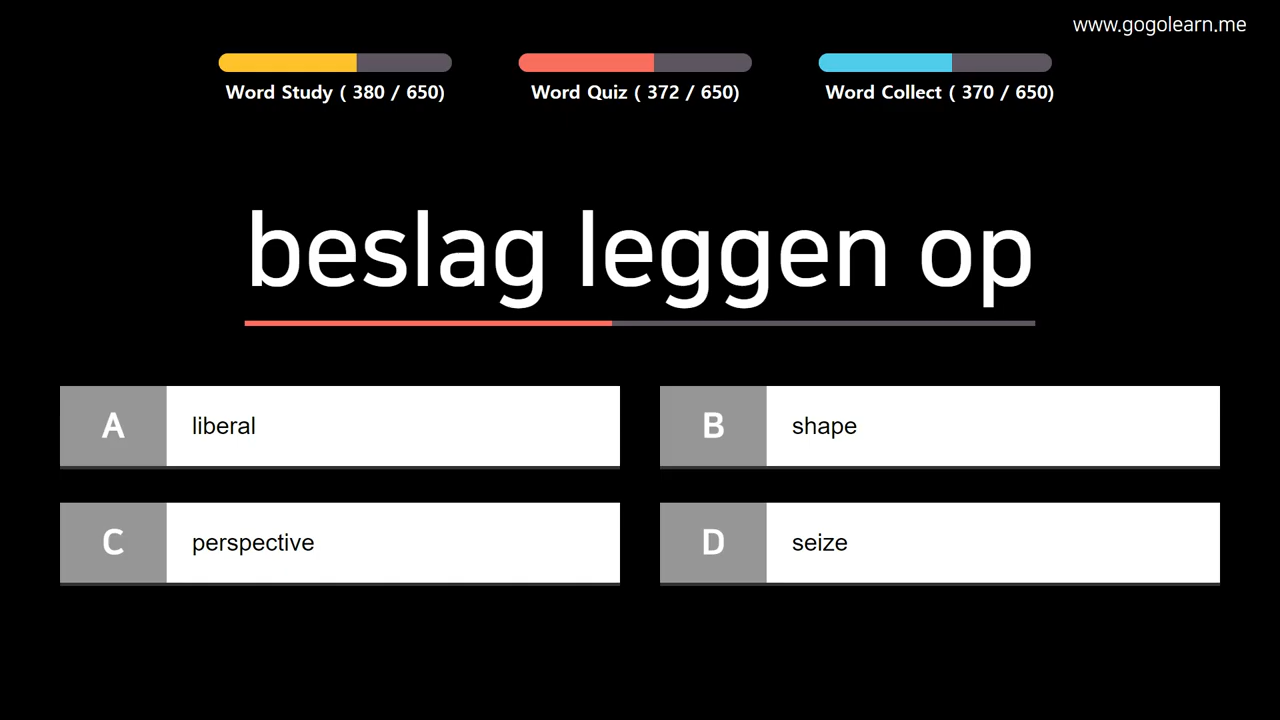 www.gogolearn.me
Word Study ( 380 / 650)
Word Quiz ( 372 / 650)
Word Collect ( 370 / 650)
beslag leggen op
A liberal
B shape
C perspective
D seize